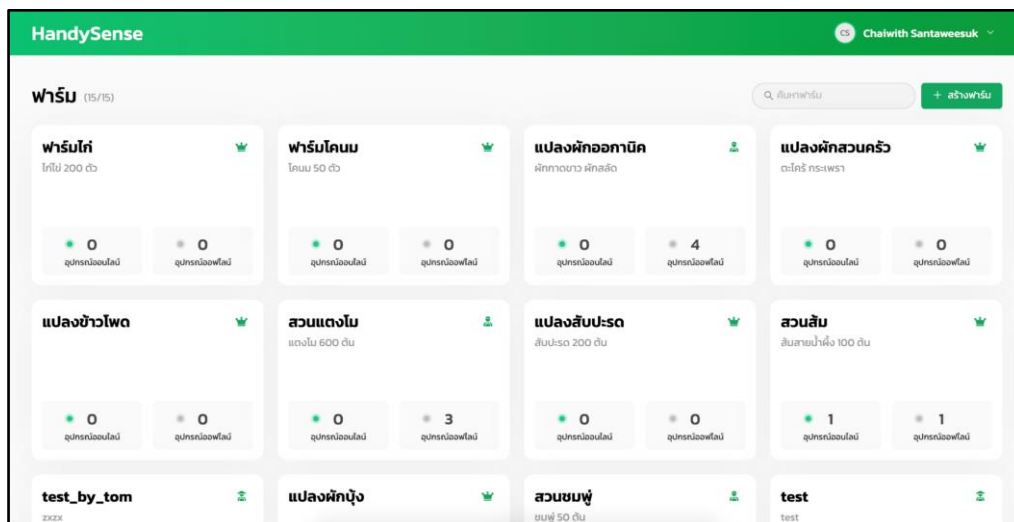 HandySense
CS Chaiwith Santaweesuk
ฟาร์ม (15/15)
ค้นหาฟาร์ม
+ สร้างฟาร์ม
ฟาร์มไก่
ไก่ไข่ 200 ตัว
0
อุปกรณ์ออนไลน์
0
อุปกรณ์ออฟไลน์
ฟาร์มโคนม
โคนม 50 ตัว
0
อุปกรณ์ออนไลน์
0
อุปกรณ์ออฟไลน์
แปลงผักออกานิค
ผักกาดขาว ผักสลัด
0
อุปกรณ์ออนไลน์
4
อุปกรณ์ออฟไลน์
แปลงผักสวนครัว
ตะไคร้ กระเพรา
0
อุปกรณ์ออนไลน์
0
อุปกรณ์ออฟไลน์
แปลงข้าวโพด
0
อุปกรณ์ออนไลน์
0
อุปกรณ์ออฟไลน์
สวนแตงโม
แตงโม 600 ต้น
0
อุปกรณ์ออนไลน์
3
อุปกรณ์ออฟไลน์
แปลงสับปะรด
สับปะรด 200 ต้น
0
อุปกรณ์ออนไลน์
0
อุปกรณ์ออฟไลน์
สวนส้ม
ส้มสายน้ำผึ้ง 100 ต้น
1
อุปกรณ์ออนไลน์
1
อุปกรณ์ออฟไลน์
test_by_tom
zxzx
แปลงผักบุ้ง
สวนชมพู่
ชมพู่ 50 ต้น
test
test